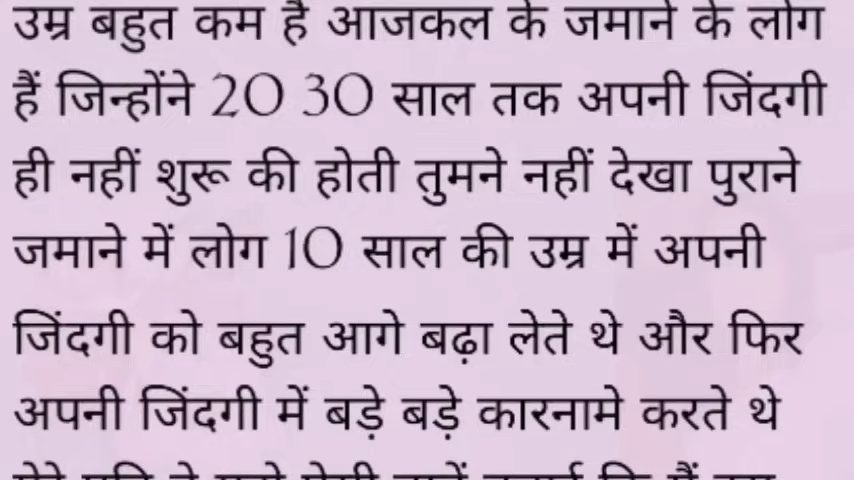 उम्र बहुत कम है आजकल के जमाने के लोग
हैं जिन्होंने 20 30 साल तक अपनी जिंदगी
ही नहीं शुरू की होती तुमने नहीं देखा पुराने
जमाने में लोग 10 साल की उम्र में अपनी
जिंदगी को बहुत आगे बढ़ा लेते थे और फिर
अपनी जिंदगी में बड़े बड़े कारनामे करते थे